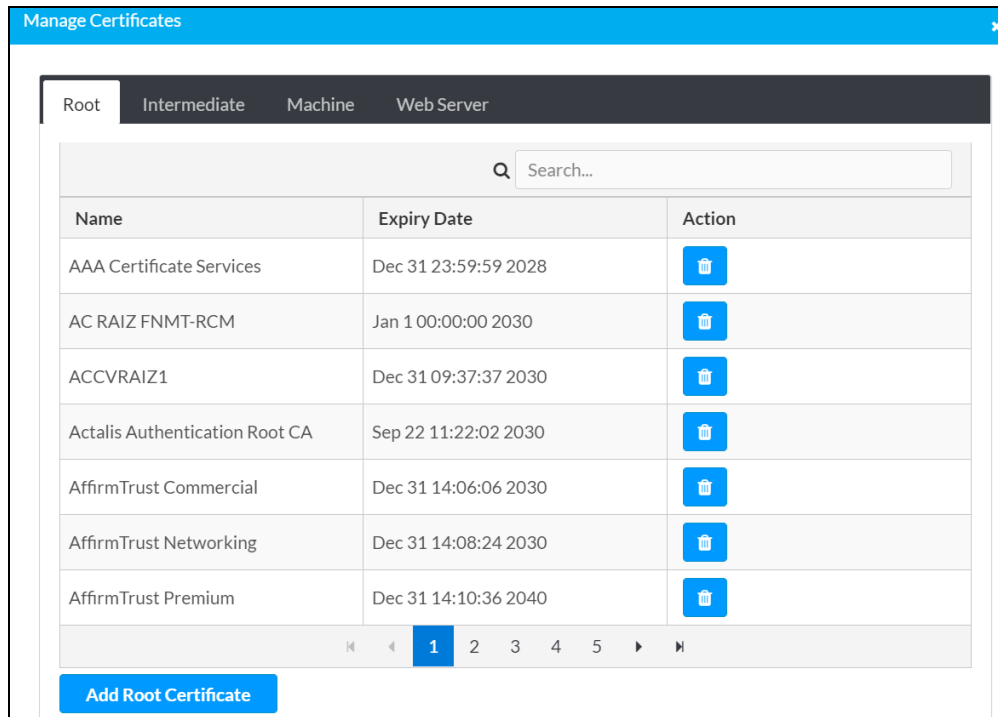 Manage Certificates
Root Intermediate Machine Web Server
Search...
Name Expiry Date Action
AAA Certificate Services Dec 31 23:59:59 2028
AC RAIZ FNMT-RCM Jan 1 00:00:00 2030
ACCVRAIZ1 Dec 31 09:37:37 2030
Actalis Authentication Root CA Sep 22 11:22:02 2030
AffirmTrust Commercial Dec 31 14:06:06 2030
AffirmTrust Networking Dec 31 14:08:24 2030
AffirmTrust Premium Dec 31 14:10:36 2040
1 2 3 4 5
Add Root Certificate